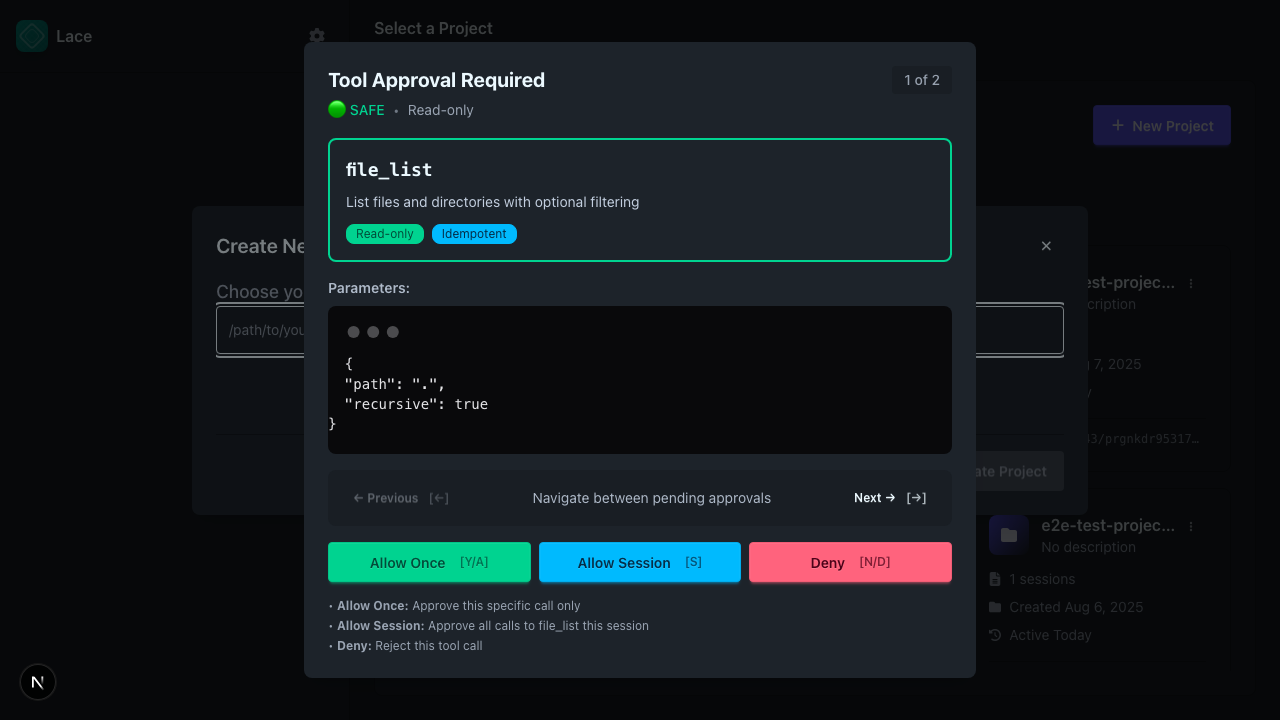 Lace
Select a Project
New Project
Tool Approval Required
1 of 2
SAFE • Read-only
file_list
List files and directories with optional filtering
Read-only Idempotent
Parameters:
{
"path": ".",
"recursive": true
}
← Previous [←] Navigate between pending approvals Next → [→]
Allow Once [Y/A] Allow Session [S] Deny [N/D]
• Allow Once: Approve this specific call only
• Allow Session: Approve all calls to file_list this session
• Deny: Reject this tool call
Create Ne
×
Choose yo
/path/to/you
ate Project
est-projec...
cription
7, 2025
43/prgnkdr95317…
e2e-test-projec...
No description
1 sessions
Created Aug 6, 2025
Active Today
N